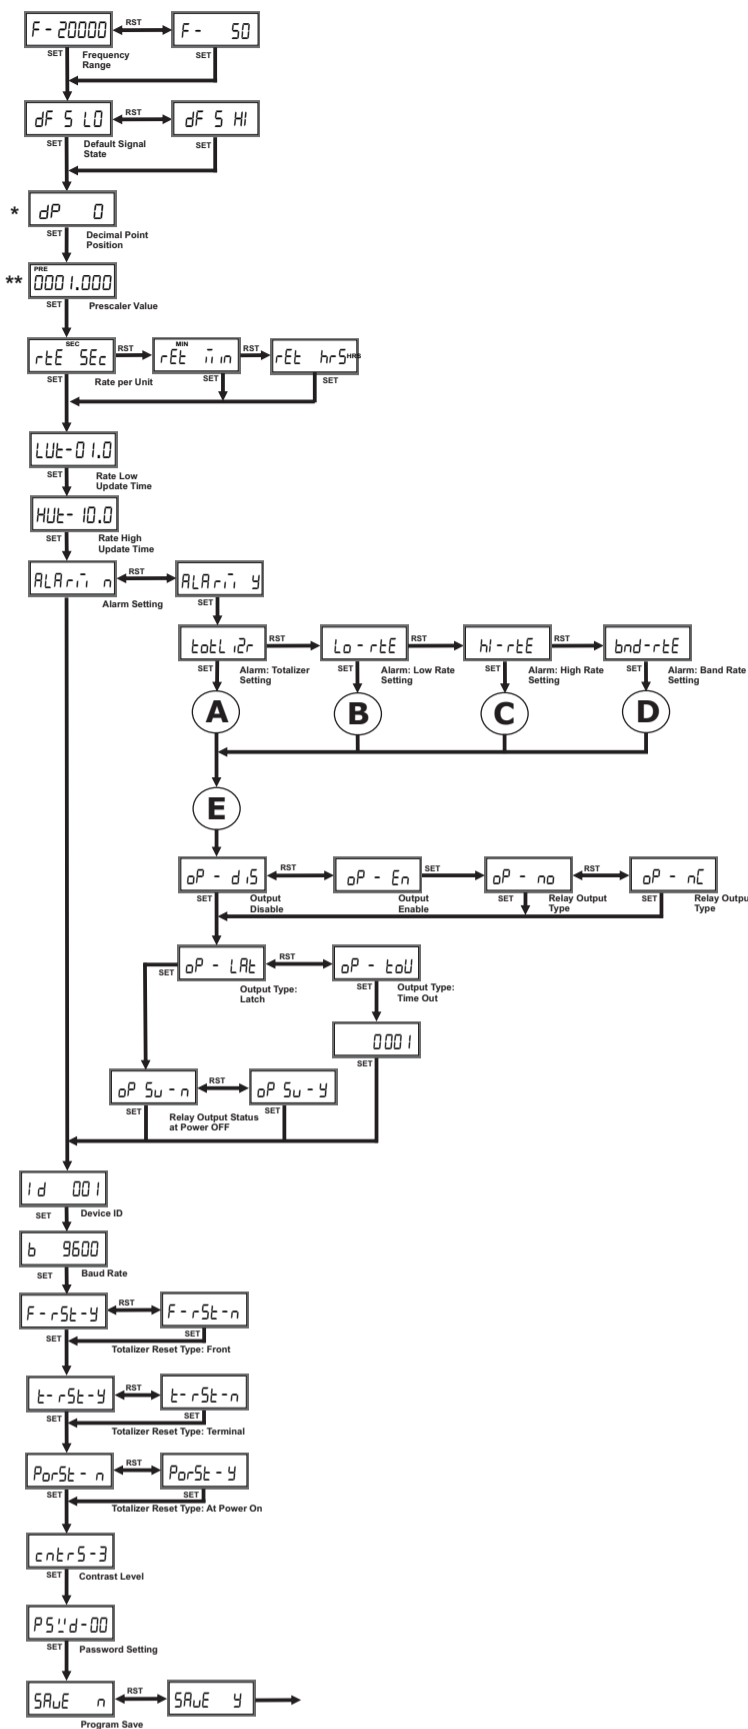 F - 20000 RST F - 50
SET Frequency Range SET
dF S LO RST dF S HI
SET Default Signal State SET
* dP 0
SET Decimal Point Position
** PRE 0001.000
SET Prescaler Value
SEC rtE SEc RST MIN rEt min RST rEt hrS HRS
SET Rate per Unit SET SET
LUt-01.0
SET Rate Low Update Time
HUt- 10.0
SET Rate High Update Time
ALArm n RST ALArm y
Alarm Setting SET
totLi2r RST Lo - rtE RST hI - rtE RST bnd-rtE
SET Alarm: Totalizer Setting SET Alarm: Low Rate Setting SET Alarm: High Rate Setting SET Alarm: Band Rate Setting
A B C D
E
oP - diS RST oP - En SET oP - no RST oP - nC
SET Output Disable Output Enable SET Relay Output Type SET Relay Outpu Type
oP - LAt RST oP - toU
SET Output Type: Latch SET Output Type: Time Out
0001
SET
oP Su - n RST oP Su - y
SET Relay Output Status at Power OFF SET
Id 001
SET Device ID
b 9600
SET Baud Rate
F-rSt-y RST F-rSt-n
SET SET
Totalizer Reset Type: Front
t-rSt-y RST t-rSt-n
SET SET
Totalizer Reset Type: Terminal
PorSt- n RST PorSt- y
SET SET
Totalizer Reset Type: At Power On
cntrS-3
SET Contrast Level
PSWd-00
SET Password Setting
SAuE n RST SAuE y
Program Save